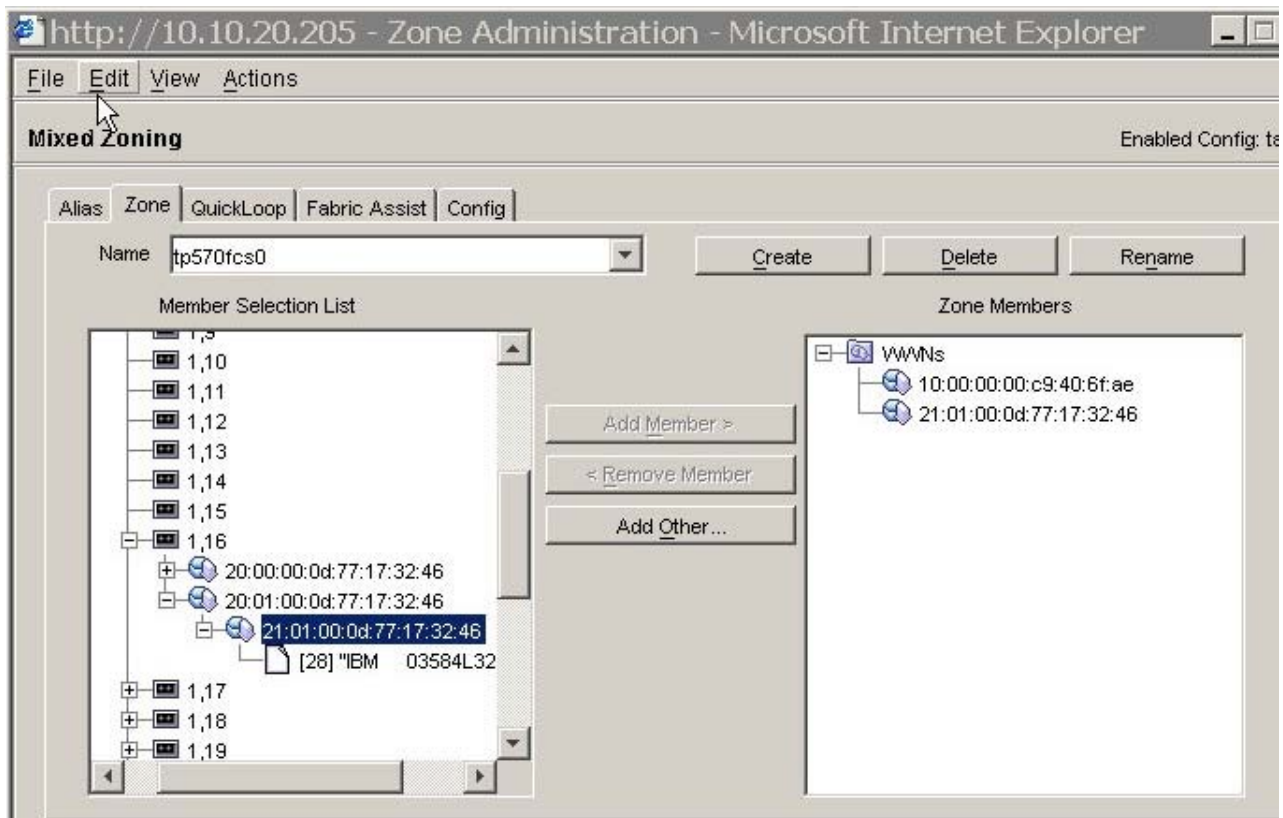 http://10.10.20.205 - Zone Administration - Microsoft Internet Explorer
File Edit View Actions
Mixed Zoning
Enabled Config: ta
Alias Zone QuickLoop Fabric Assist Config
Name tp570fcs0
Create Delete Rename
Member Selection List
1,9
1,10
1,11
1,12
1,13
1,14
1,15
1,16
20:00:00:0d:77:17:32:46
20:01:00:0d:77:17:32:46
21:01:00:0d:77:17:32:46
[28] "IBM 03584L32
1,17
1,18
1,19
Add Member >
< Remove Member
Add Other...
Zone Members
WWNs
10:00:00:00:c9:40:6f:ae
21:01:00:0d:77:17:32:46